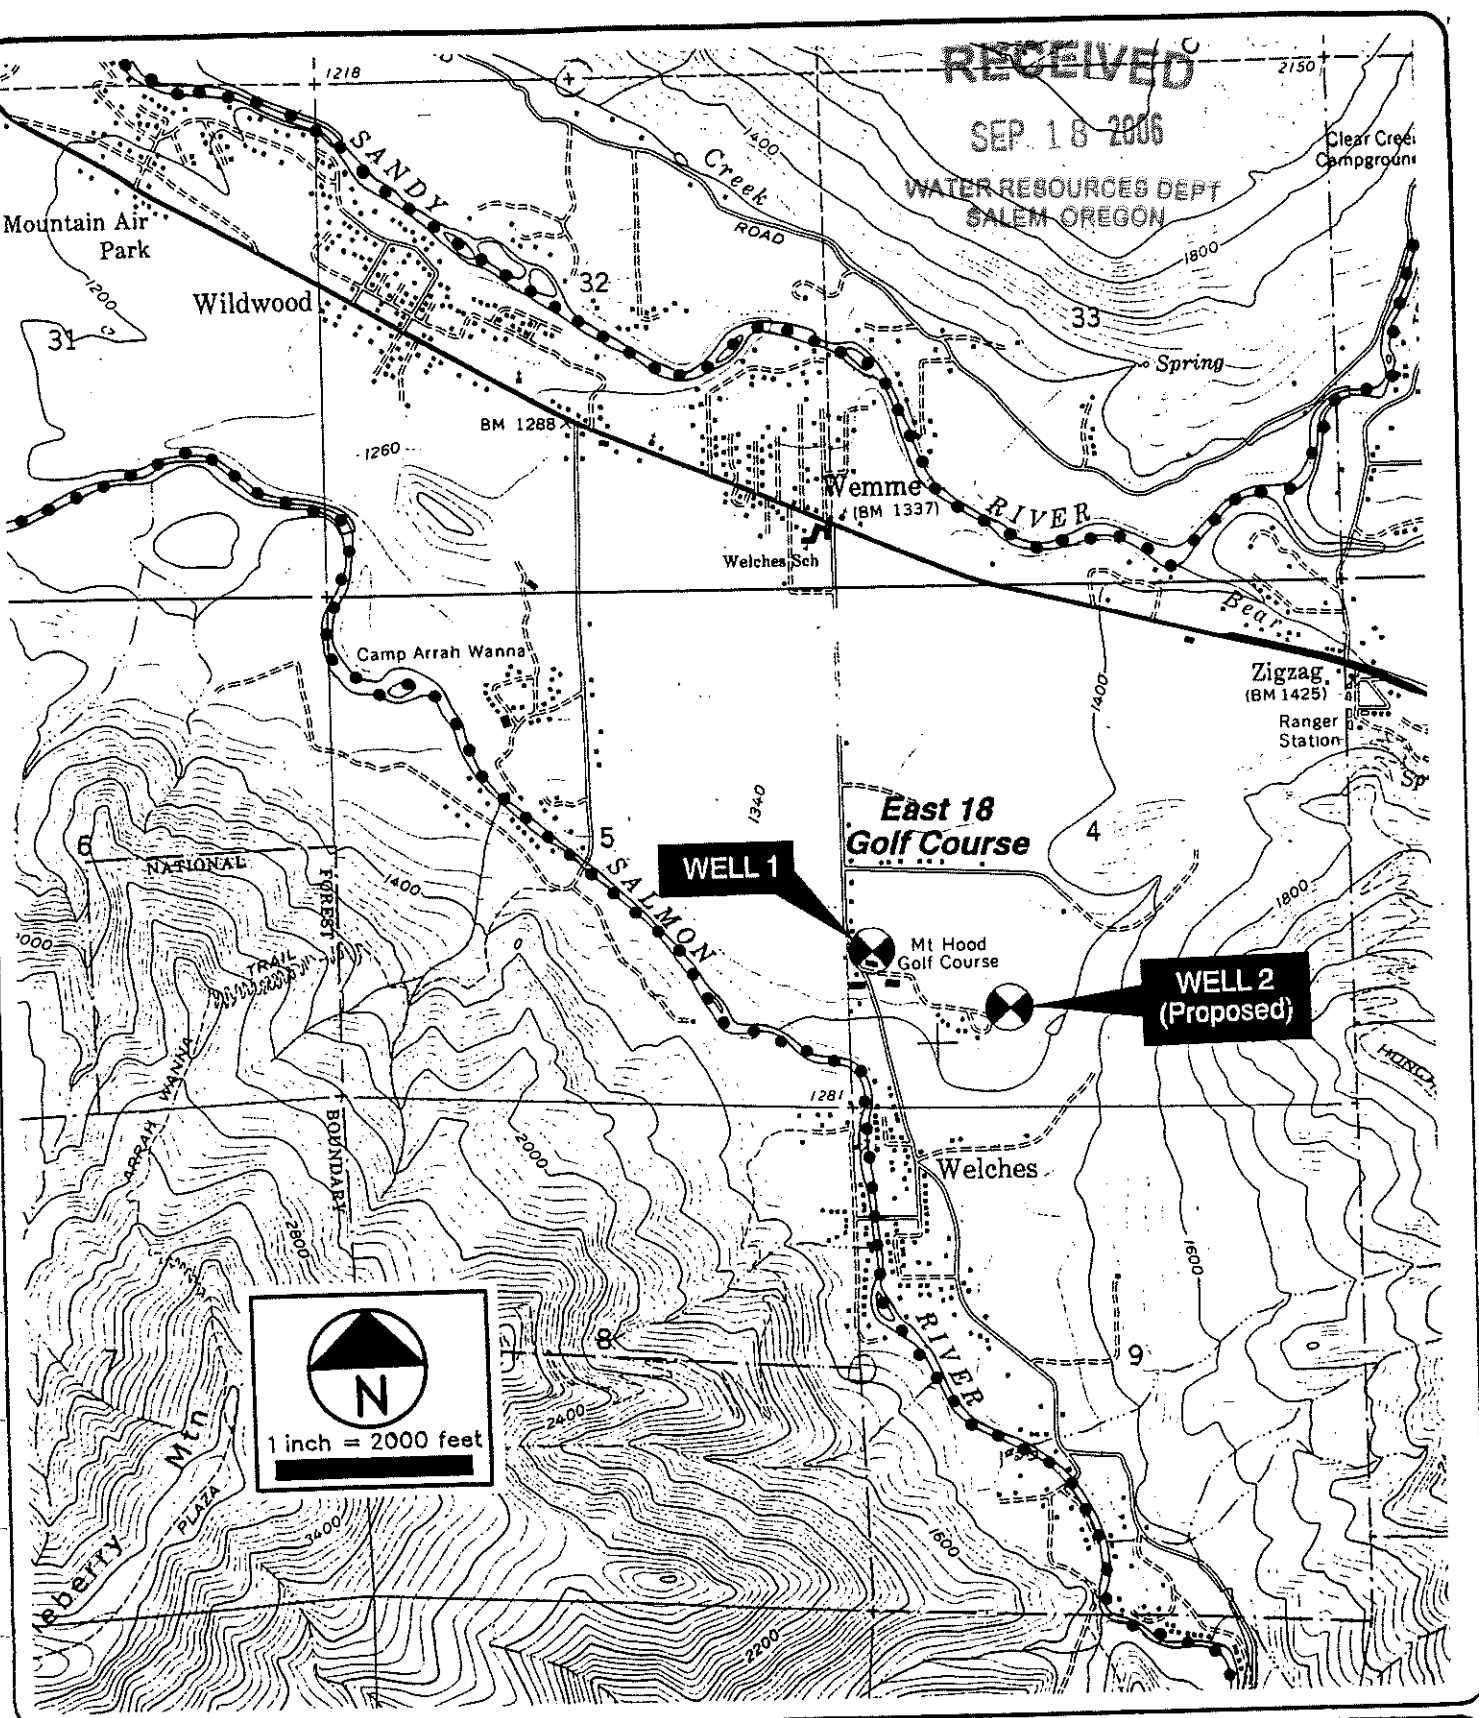 RECEIVED
SEP 18 2006
WATER RESOURCES DEPT
SALEM OREGON
1218
2150
SANDY
Creek
1400
ROAD
Campground
1800
Mountain Air
Park
1200
Wildwood
32
31
33
Spring
BM 1288
1260
Wemme
(BM 1337)
RIVER
Welches Sch
Bear
Camp Arrah Wanna
Zigzag
(BM 1425)
Ranger
Station
Sp
1400
1340
East 18
Golf Course
4
6
5
NATIONAL
WELL 1
SALMON
1400
FOREST
1800
TRAIL
Mt Hood
Golf Course
WELL 2
(Proposed)
ARRAH WANNA
1281
BOUNDARY
2000
Welches
2800
1600
8
RIVER
9
N
1 inch = 2000 feet
2400
Mtn
PLAZA
3400
1600
eberry
2200